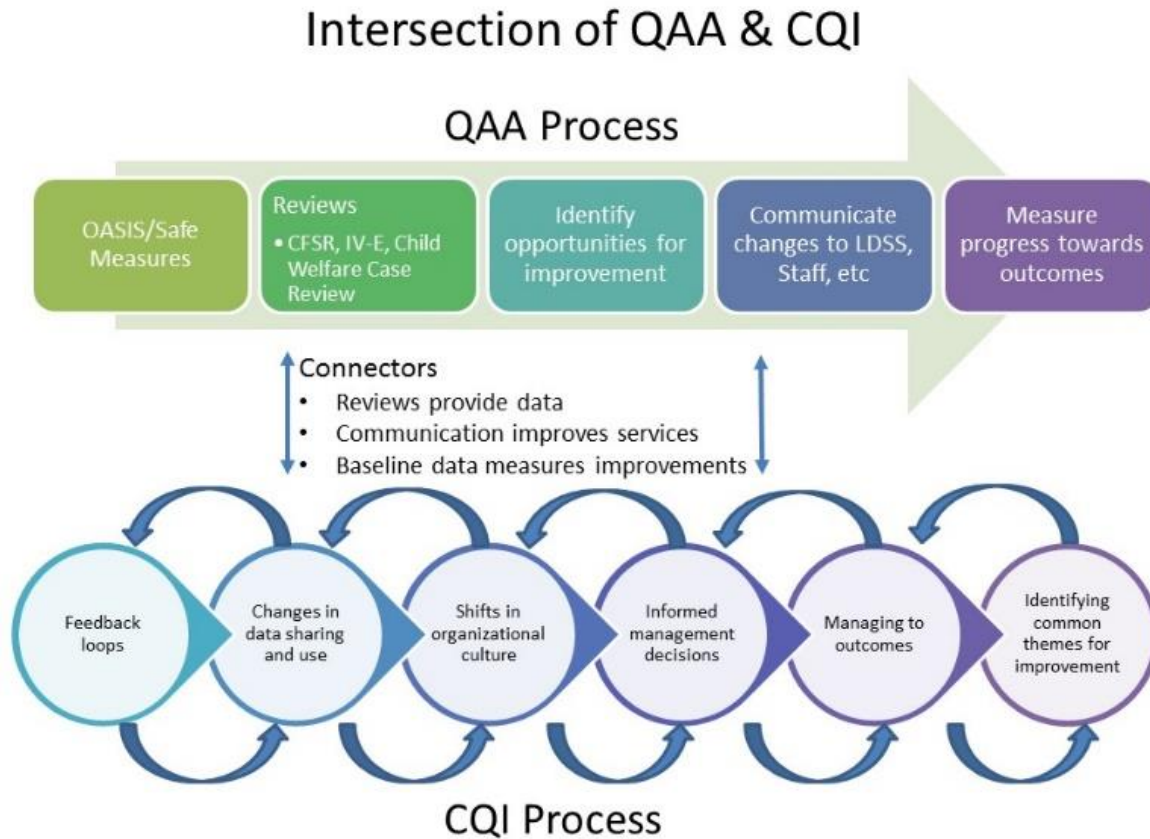 Intersection of QAA & CQI
QAA Process
OASIS/Safe
Measures
Reviews
• CFSR, IV-E, Child
Welfare Case
Review
Identify
opportunities for
improvement
Communicate
changes to LDSS,
Staff, etc
Measure
progress towards
outcomes
Connectors
• Reviews provide data
• Communication improves services
• Baseline data measures improvements
Feedback
loops
Changes in
data sharing
and use
Shifts in
organizational
culture
Informed
management
decisions
Managing to
outcomes
Identifying
common
themes for
improvement
CQI Process